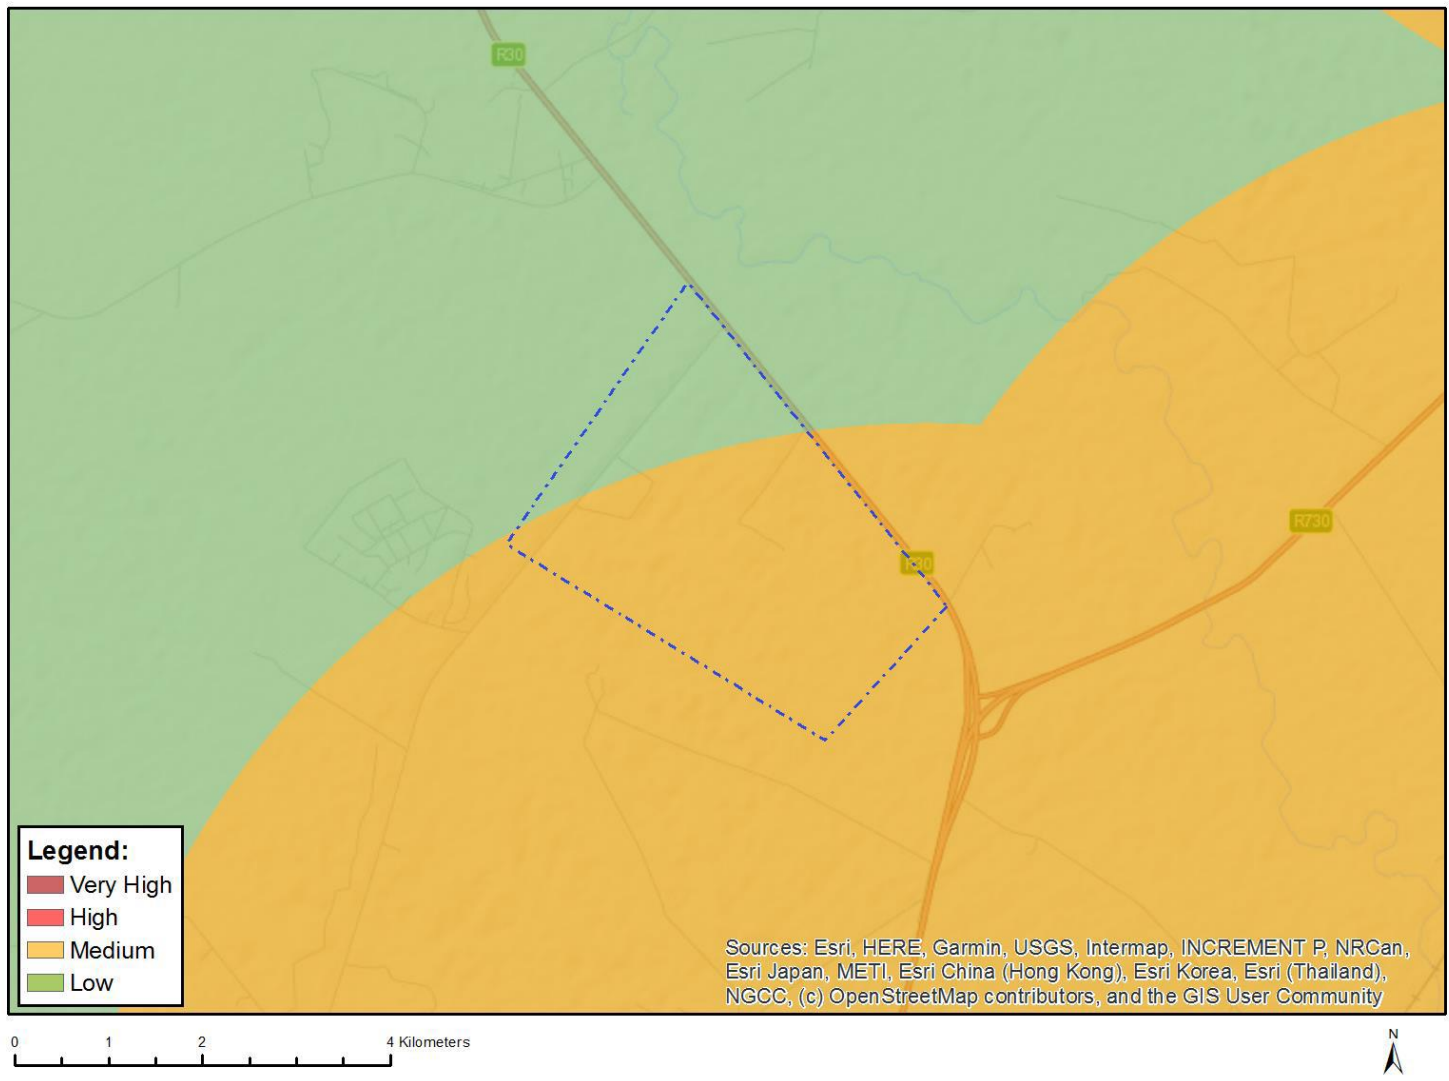 R30
R730
R30
Legend:
Very High
High
Medium
Low
Sources: Esri, HERE, Garmin, USGS, Intermap, INCREMENT P, NRCan,
Esri Japan, METI, Esri China (Hong Kong), Esri Korea, Esri (Thailand),
NGCC, (c) OpenStreetMap contributors, and the GIS User Community
0 1 2 4 Kilometers
N